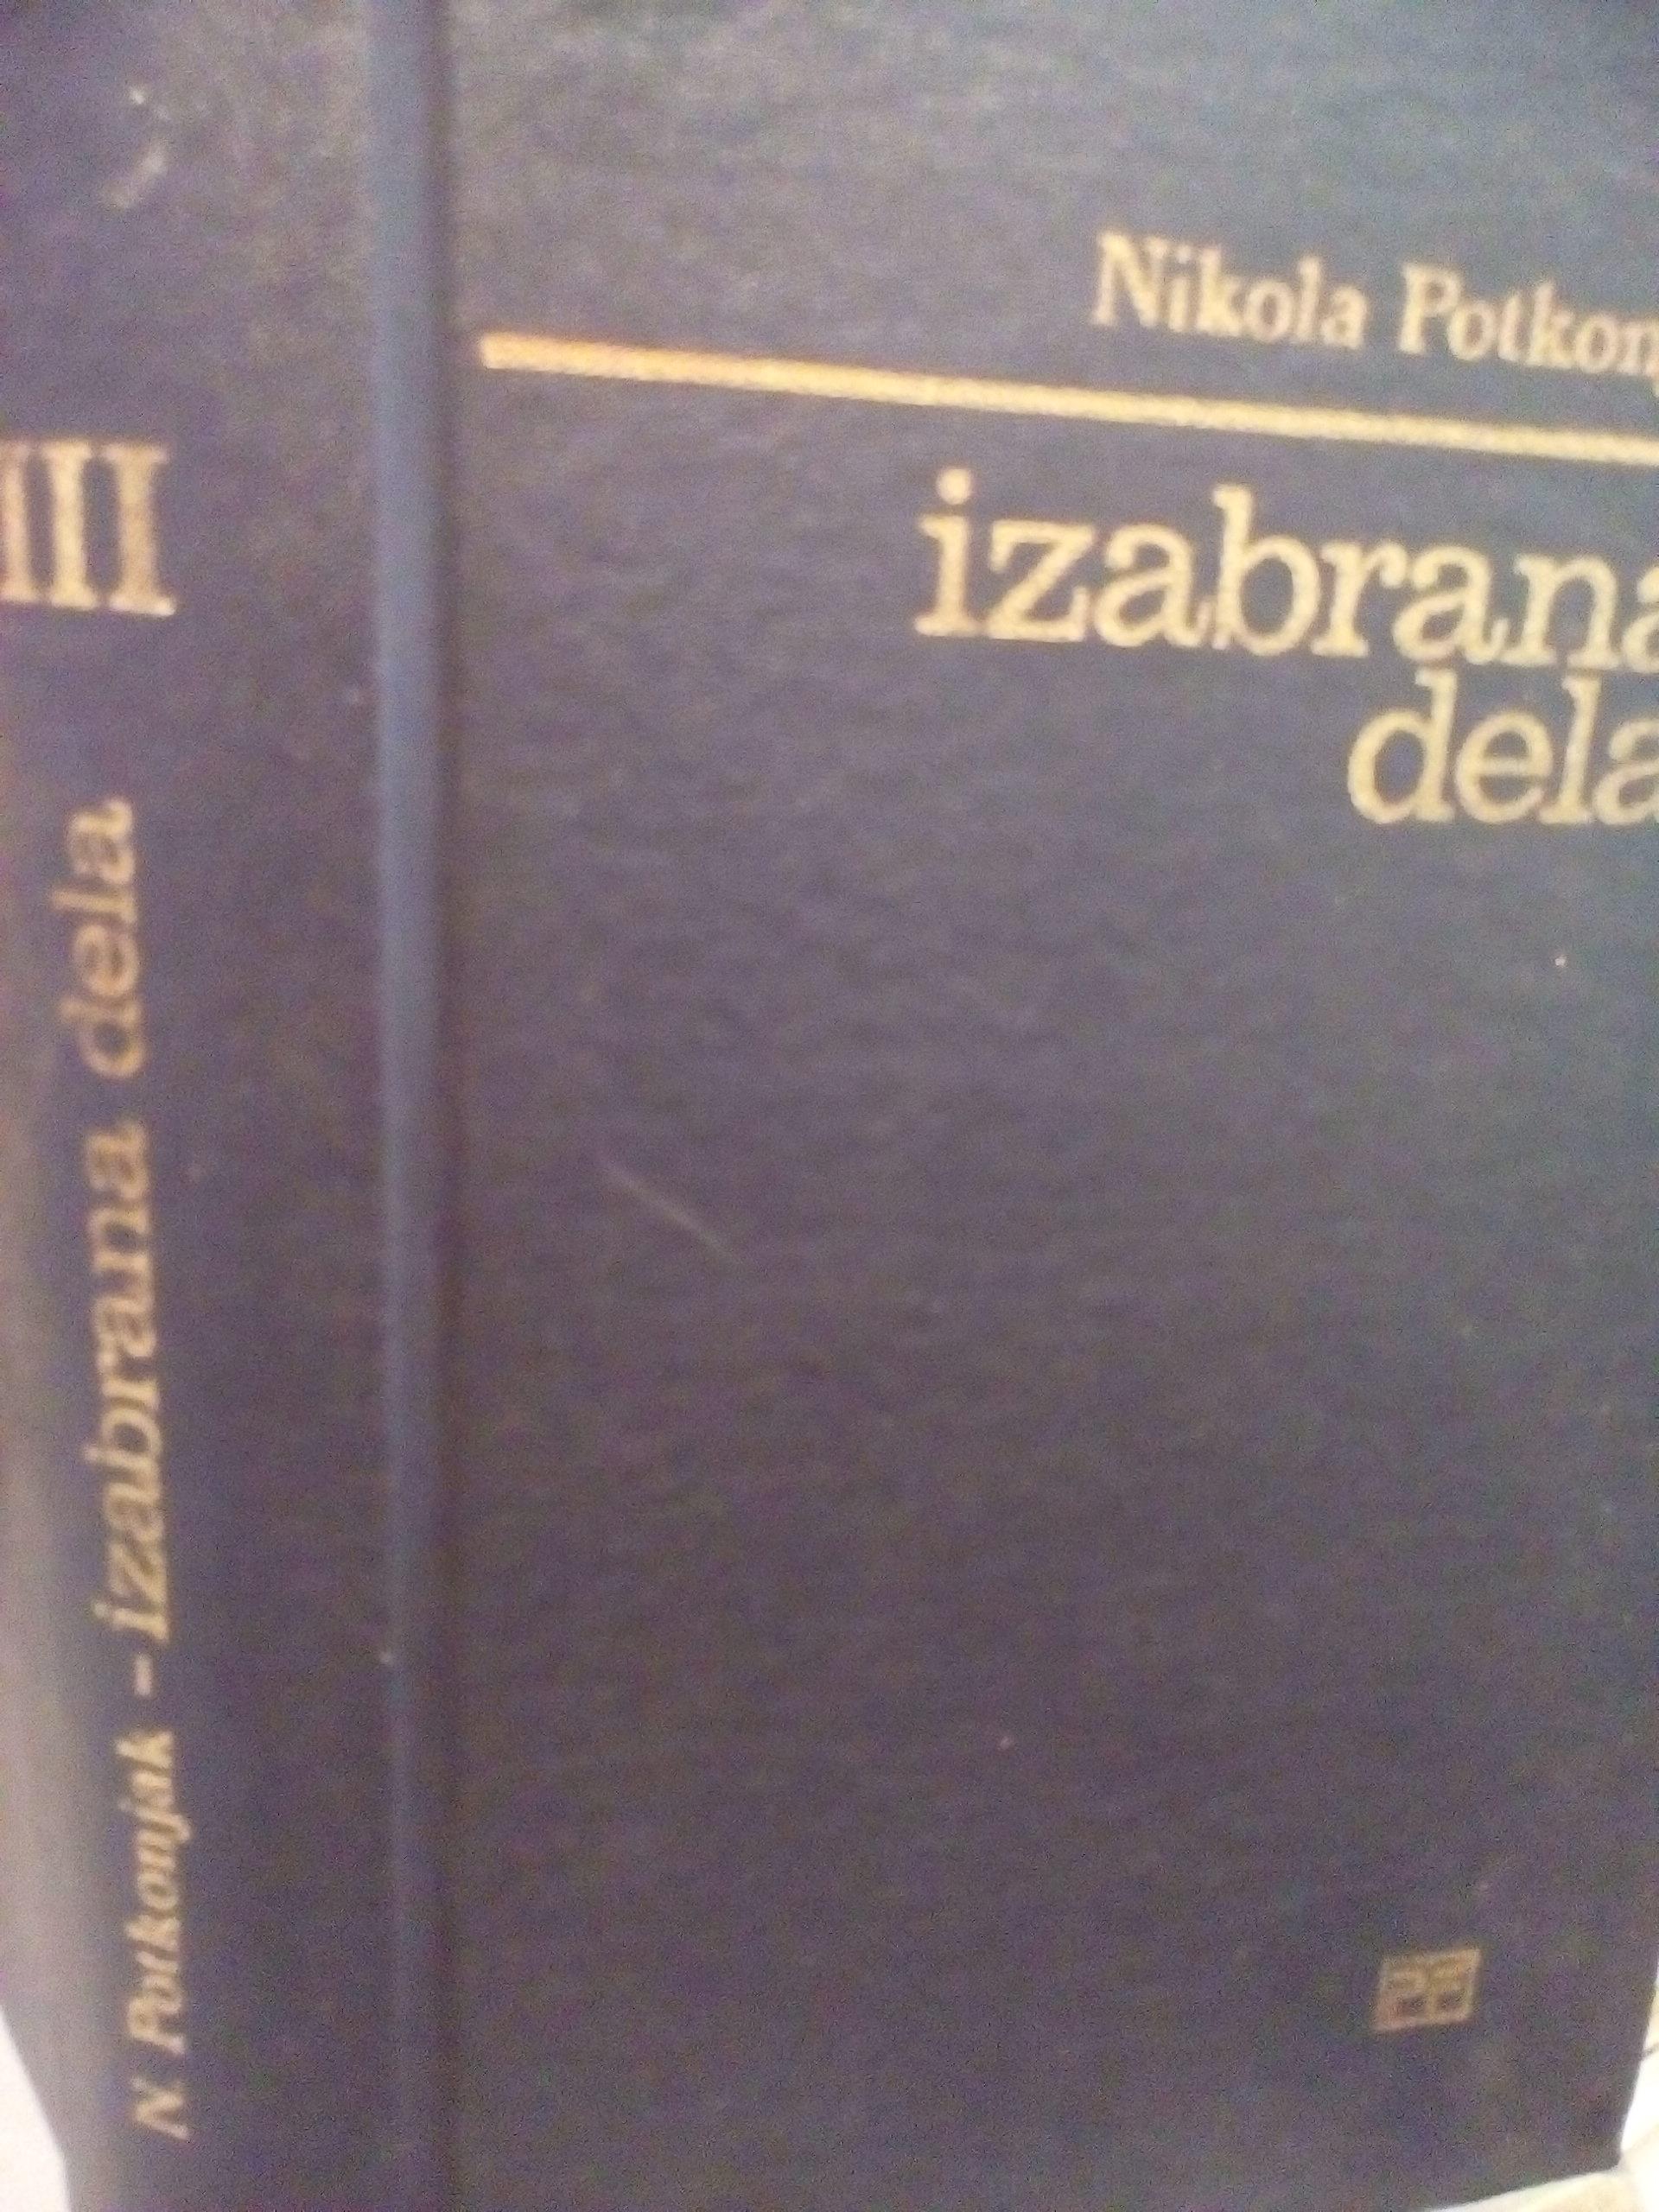 Nikola Potkonj
izabrana
dela
III
N. Potkonjak - izabrana dela